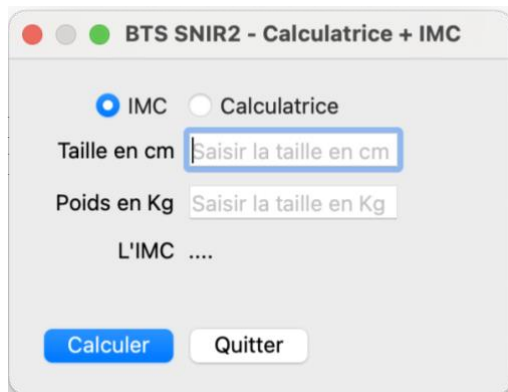 BTS SNIR2 - Calculatrice + IMC
IMC Calculatrice
Taille en cm Saisir la taille en cm
Poids en Kg Saisir la taille en Kg
L'IMC ....
Calculer Quitter